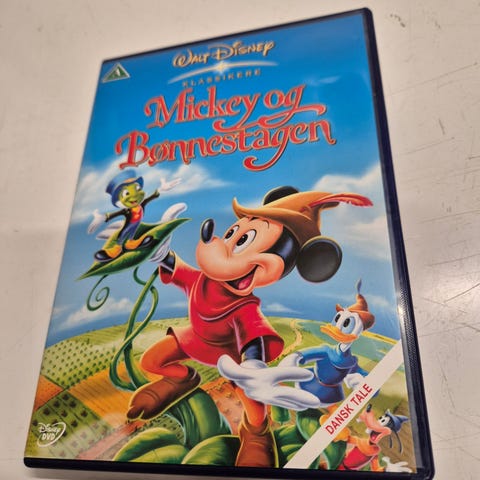 WALT DISNEY
KLASSIKERE
Mickey og
Bønnestagen
DANSK TALE
Disney
DVD